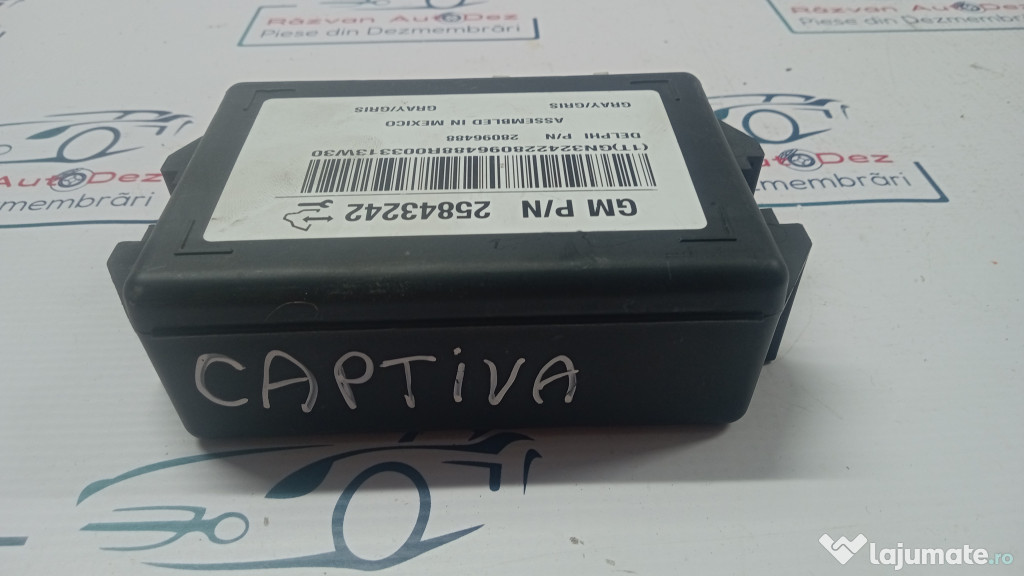 Răzvan AutoDez
Piese din Dezmembrări
AutoDez
Piese din Dezmembrări
AutoDez
Dezmembrări
GM P/N 25843242
(1TGN3242228096488R003313W30
DELPHI P/N 28096488
ASSEMBLED IN MEXICO
GRAY/GRIS GRAY/GRIS
CAPTIVA
lajumate.ro